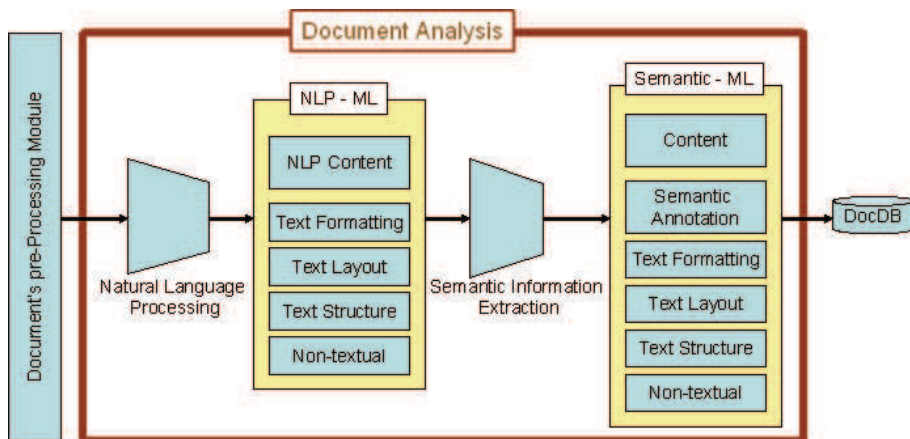 Document Analysis
Document's pre-Processing Module
Natural Language
Processing
NLP - ML
NLP Content
Text Formatting
Text Layout
Text Structure
Non-textual
Semantic Information
Extraction
Semantic - ML
Content
Semantic
Annotation
Text Formatting
Text Layout
Text Structure
Non-textual
DocDB